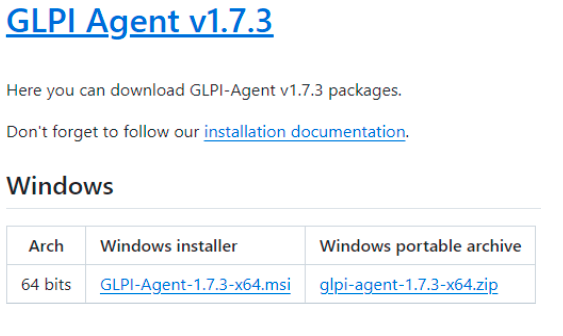 GLPI Agent v1.7.3
Here you can download GLPI-Agent v1.7.3 packages.
Don't forget to follow our installation documentation.
Windows
Arch Windows installer Windows portable archive
64 bits GLPI-Agent-1.7.3-x64.msi glpi-agent-1.7.3-x64.zip